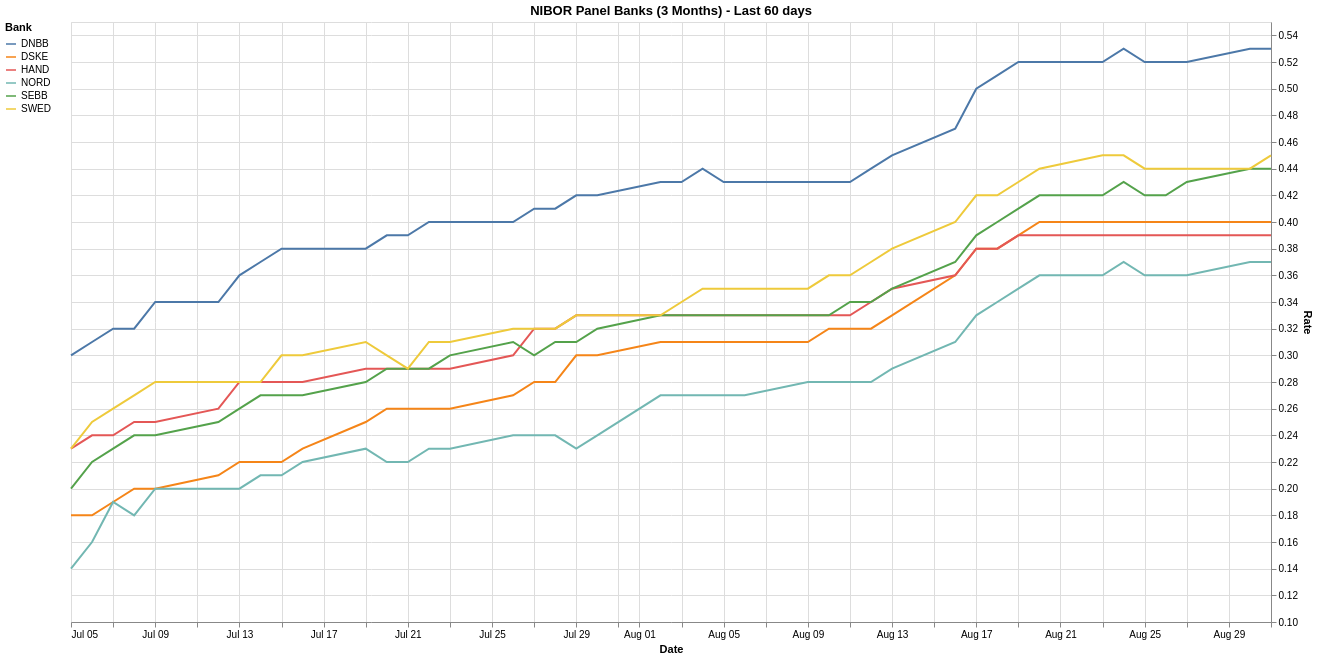 NIBOR Panel Banks (3 Months) - Last 60 days
Bank
DNBB
DSKE
HAND
NORD
SEBB
SWED
0.54
0.52
0.50
0.48
0.46
0.44
0.42
0.40
0.38
0.36
0.34
0.32
0.30
0.28
0.26
0.24
0.22
0.20
0.18
0.16
0.14
0.12
0.10
Rate
Jul 05 Jul 09 Jul 13 Jul 17 Jul 21 Jul 25 Jul 29 Aug 01 Aug 05 Aug 09 Aug 13 Aug 17 Aug 21 Aug 25 Aug 29
Date